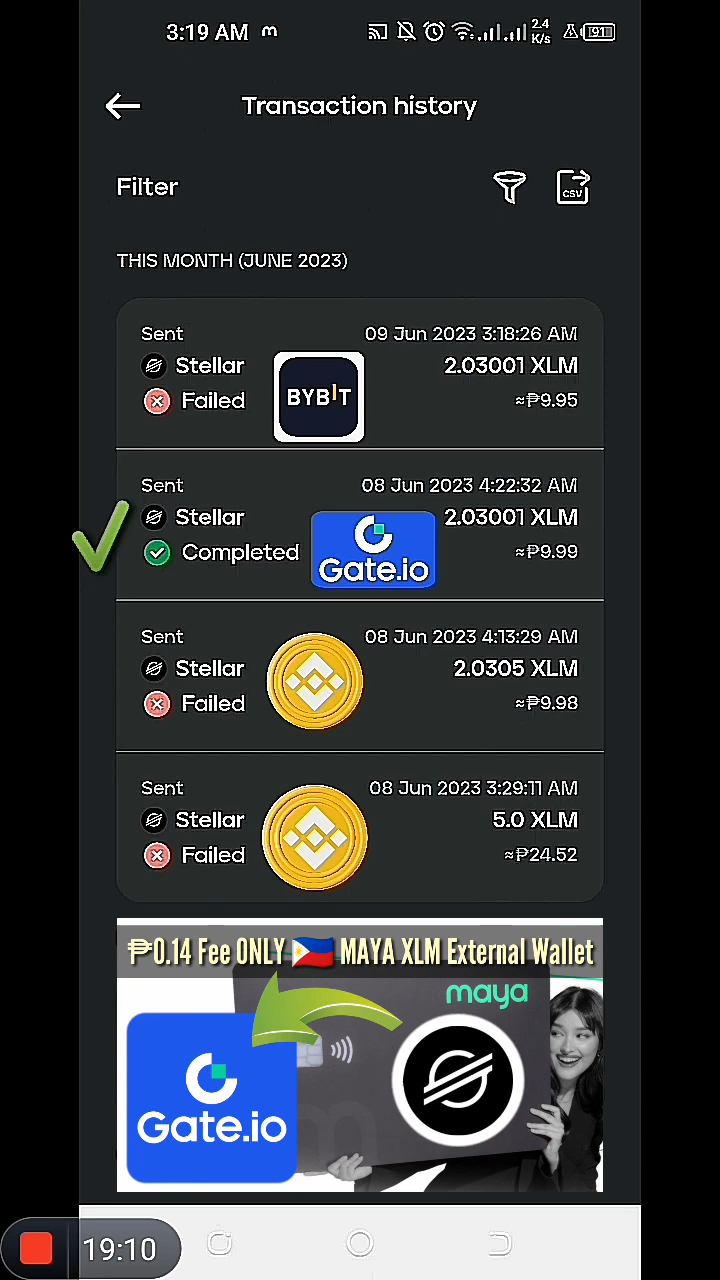 3:19 AM m 2.4 K/s 91
Transaction history
Filter
CSV
THIS MONTH (JUNE 2023)
Sent 09 Jun 2023 3:18:26 AM
Stellar 2.03001 XLM
BYBIT
Failed ≈₱9.95
Sent 08 Jun 2023 4:22:32 AM
Stellar 2.03001 XLM
Completed ≈₱9.99
Gate.io
Sent 08 Jun 2023 4:13:29 AM
Stellar 2.0305 XLM
Failed ≈₱9.98
Sent 08 Jun 2023 3:29:11 AM
Stellar 5.0 XLM
Failed ≈₱24.52
₱0.14 Fee ONLY 🇵🇭 MAYA XLM External Wallet
maya
Gate.io
19:10